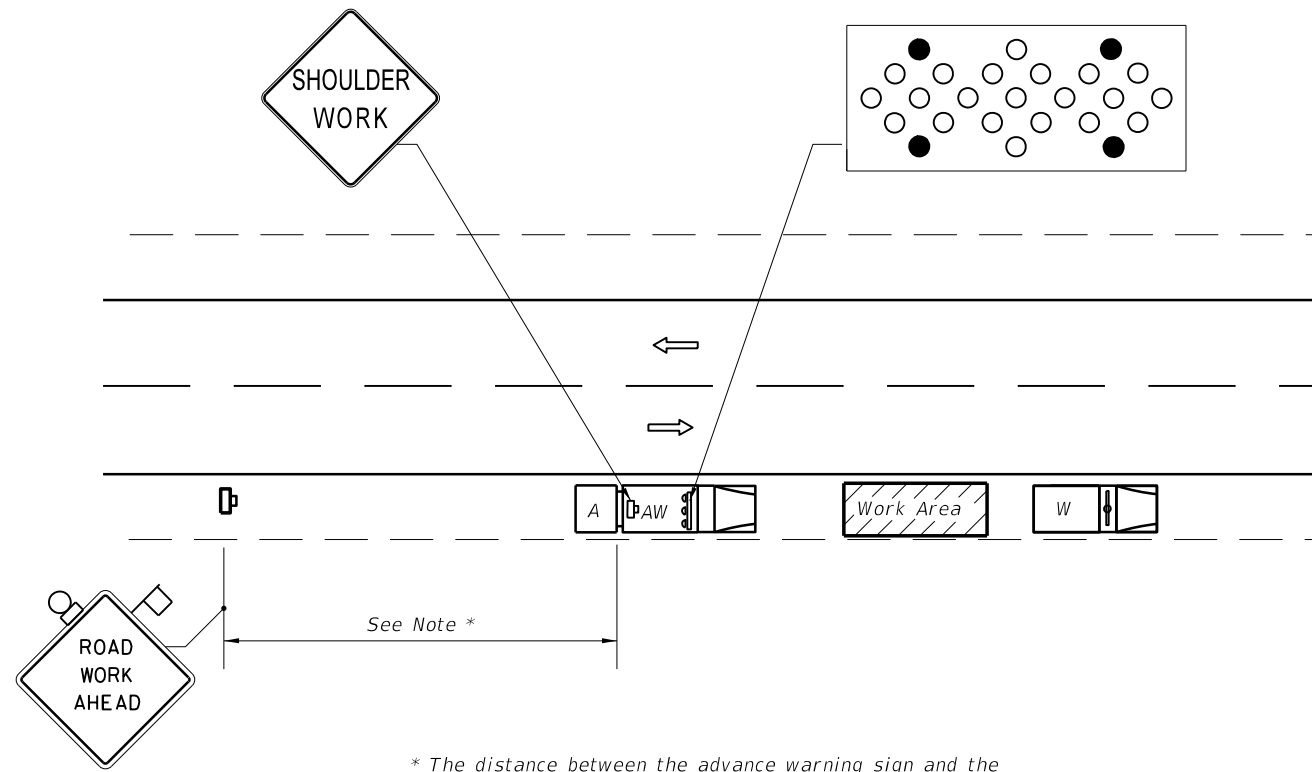 SHOULDER
WORK
A
AW
Work Area
W
See Note *
ROAD
WORK
AHEAD
* The distance between the advance warning sign and the